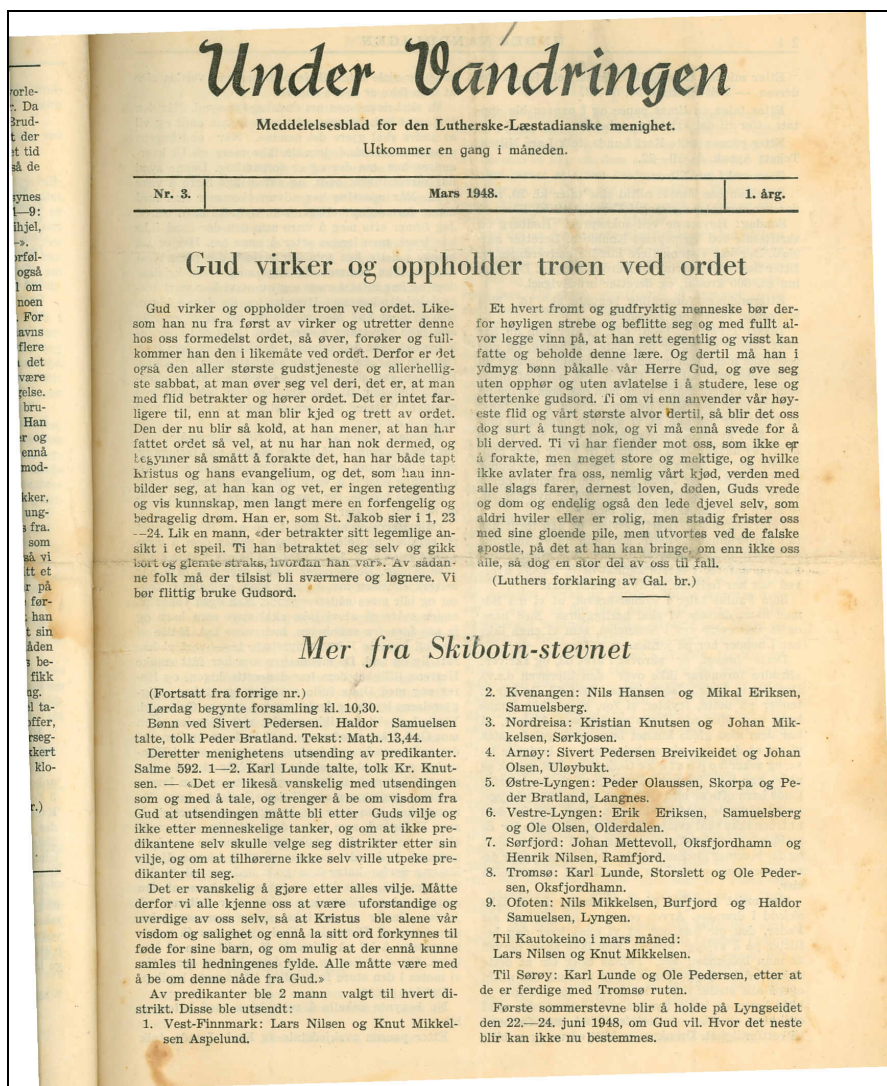 Under Vandringen
Meddelelsesblad for den Lutherske-Læstadianske menighet.
Utkommer en gang i måneden.
Nr. 3. Mars 1948. 1. årg.
Gud virker og oppholder troen ved ordet
Gud virker og oppholder troen ved ordet. Like-
som han nu fra først av virker og utretter denne
hos oss formedelst ordet, så øver, forøker og full-
kommer han den i likemåte ved ordet. Derfor er det
også den aller største gudstjeneste og allerhellig-
ste sabbat, at man øver seg vel deri, det er, at man
med flid betrakter og hører ordet. Det er intet far-
ligere til, enn at man blir kjed og trett av ordet.
Den der nu blir så kold, at han mener, at han har
fattet ordet så vel, at nu har han nok dermed, og
begynner så smått å forakte det, han har både tapt
Kristus og hans evangelium, og det, som han inn-
bilder seg, at han kan og vet, er ingen retegentlig
og vis kunnskap, men langt mere en forfengelig og
bedragelig drøm. Han er, som St. Jakob sier i 1, 23
—24. Lik en mann, «der betrakter sitt legemlige an-
sikt i et speil. Ti han betraktet seg selv og gikk
bort og glemte straks, hvordan han var». Av sådan-
ne folk må der tilsist bli sværmere og løgnere. Vi
bør flittig bruke Gudsord.
Et hvert fromt og gudfryktig menneske bør der-
for høyligen strebe og beflitte seg og med fullt al-
vor legge vinn på, at han rett egentlig og visst kan
fatte og beholde denne lære. Og dertil må han i
ydmyg bønn påkalle vår Herre Gud, og øve seg
uten opphør og uten avlatelse i å studere, lese og
ettertenke gudsord. Ti om vi enn anvender vår høy-
este flid og vårt største alvor dertil, så blir det oss
dog surt å tungt nok, og vi må ennå svede for å
bli derved. Ti vi har fiender mot oss, som ikke er
å forakte, men meget store og mektige, og hvilke
ikke avlater fra oss, nemlig vårt kjød, verden med
alle slags farer, dernest loven, døden, Guds vrede
og dom og endelig også den lede djevel selv, som
aldri hviler eller er rolig, men stadig frister oss
med sine gloende pile, men utvortes ved de falske
apostle, på det at han kan bringe, om enn ikke oss
alle, så dog en stor del av oss til fall.
(Luthers forklaring av Gal. br.)
Mer fra Skibotn-stevnet
(Fortsatt fra forrige nr.)
Lørdag begynte forsamling kl. 10,30.
Bønn ved Sivert Pedersen. Haldor Samuelsen
talte, tolk Peder Bratland. Tekst: Math. 13,44.
Deretter menighetens utsending av predikanter.
Salme 592. 1—2. Karl Lunde talte, tolk Kr. Knut-
sen. — «Det er likeså vanskelig med utsendingen
som og med å tale, og trenger å be om visdom fra
Gud at utsendingen måtte bli etter Guds vilje og
ikke etter menneskelige tanker, og om at ikke pre-
dikantene selv skulle velge seg distrikter etter sin
vilje, og om at tilhørerne ikke selv ville utpeke pre-
dikanter til seg.
Det er vanskelig å gjøre etter alles vilje. Måtte
derfor vi alle kjenne oss at være uforstandige og
uverdige av oss selv, så at Kristus ble alene vår
visdom og salighet og ennå la sitt ord forkynnes til
føde for sine barn, og om mulig at der ennå kunne
samles til hedningenes fylde. Alle måtte være med
å be om denne nåde fra Gud.»
Av predikanter ble 2 mann valgt til hvert di-
strikt. Disse ble utsendt:
1. Vest-Finnmark: Lars Nilsen og Knut Mikkel-
sen Aspelund.
2. Kvenangen: Nils Hansen og Mikal Eriksen,
Samuelsberg.
3. Nordreisa: Kristian Knutsen og Johan Mik-
kelsen, Sørkjosen.
4. Arnøy: Sivert Pedersen Breivikeidet og Johan
Olsen, Uløybukt.
5. Østre-Lyngen: Peder Olaussen, Skorpa og Pe-
der Bratland, Langnes.
6. Vestre-Lyngen: Erik Eriksen, Samuelsberg
og Ole Olsen, Olderdalen.
7. Sørfjord: Johan Mettevoll, Oksfjordhamn og
Henrik Nilsen, Ramfjord.
8. Tromsø: Karl Lunde, Storslett og Ole Peder-
sen, Oksfjordhamn.
9. Ofoten: Nils Mikkelsen, Burfjord og Haldor
Samuelsen, Lyngen.
Til Kautokeino i mars måned:
Lars Nilsen og Knut Mikkelsen.
Til Sørøy: Karl Lunde og Ole Pedersen, etter at
de er ferdige med Tromsø ruten.
Første sommerstevne blir å holde på Lyngseidet
den 22.—24. juni 1948, om Gud vil. Hvor det neste
blir kan ikke nu bestemmes.